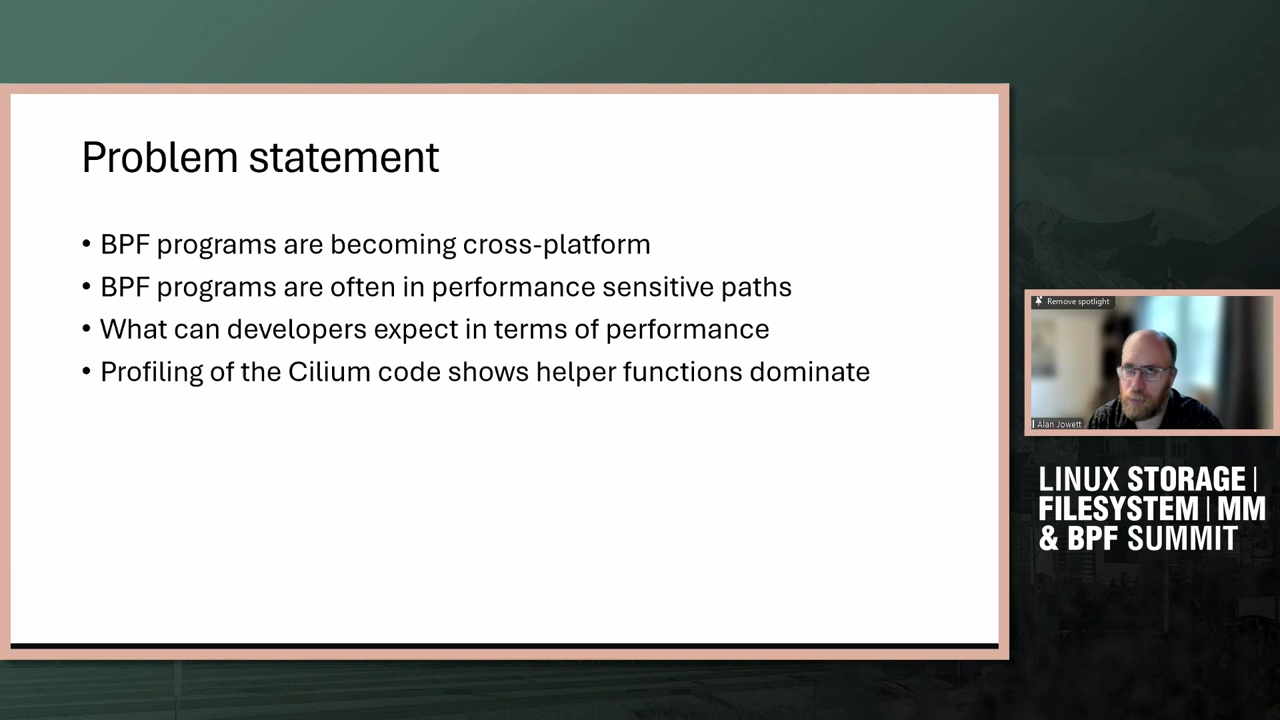 Problem statement
• BPF programs are becoming cross-platform
• BPF programs are often in performance sensitive paths
• What can developers expect in terms of performance
• Profiling of the Cilium code shows helper functions dominate
Remove spotlight
Alan Jowett
LINUX STORAGE |
FILESYSTEM | MM
& BPF SUMMIT